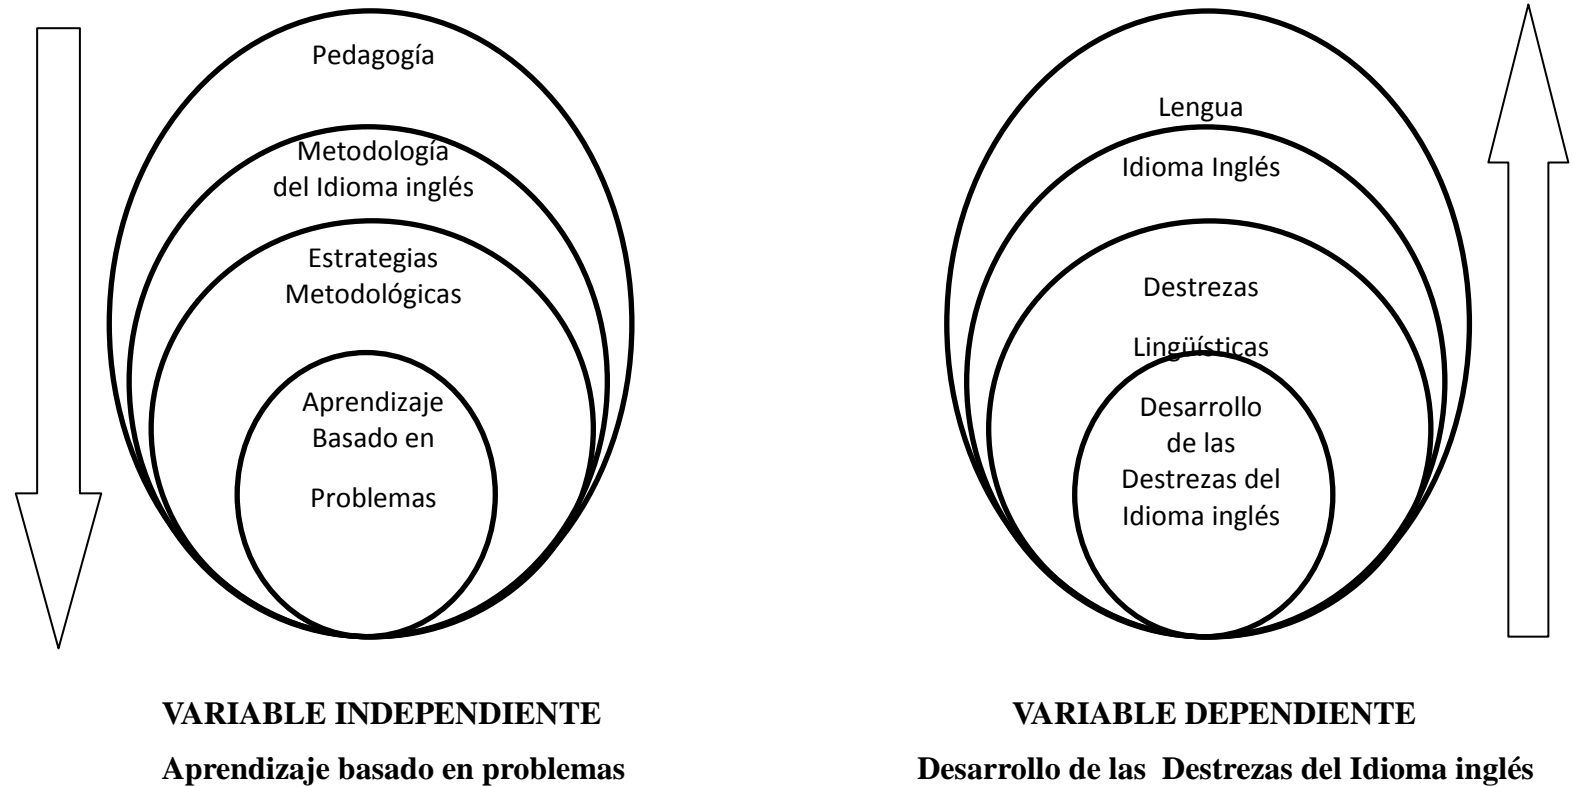 Pedagogía
Metodología
del Idioma inglés
Estrategias
Metodológicas
Aprendizaje
Basado en
Problemas
Lengua
Idioma Inglés
Destrezas
Lingüísticas
Desarrollo
de las
Destrezas del
Idioma inglés
VARIABLE INDEPENDIENTE
Aprendizaje basado en problemas
VARIABLE DEPENDIENTE
Desarrollo de las  Destrezas del Idioma inglés